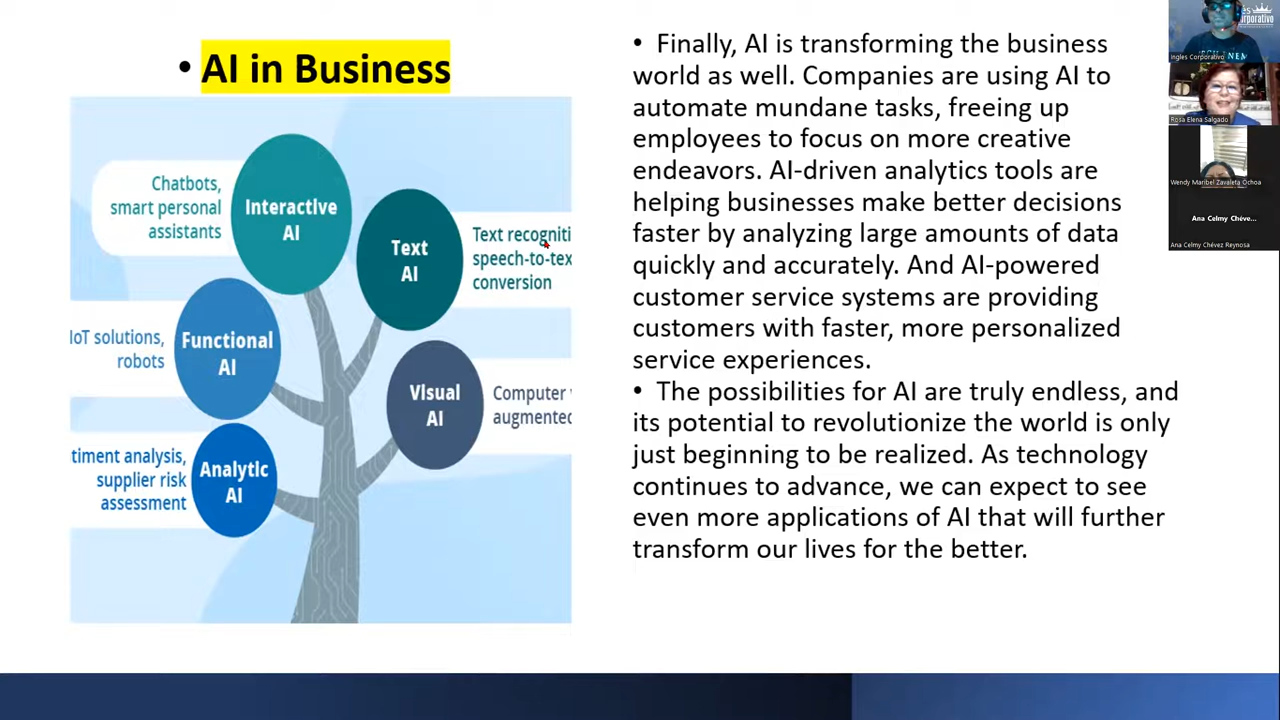 • AI in Business
Chatbots,
smart personal
assistants
Interactive
AI
Text
AI
Text recogniti
speech-to-tex
conversion
IoT solutions,
robots
Functional
AI
Visual
AI
Computer
augmented
timent analysis,
supplier risk
assessment
Analytic
AI
• Finally, AI is transforming the business
world as well. Companies are using AI to
automate mundane tasks, freeing up
employees to focus on more creative
endeavors. AI-driven analytics tools are
helping businesses make better decisions
faster by analyzing large amounts of data
quickly and accurately. And AI-powered
customer service systems are providing
customers with faster, more personalized
service experiences.
• The possibilities for AI are truly endless, and
its potential to revolutionize the world is only
just beginning to be realized. As technology
continues to advance, we can expect to see
even more applications of AI that will further
transform our lives for the better.
Corporativo
Ingles Corporativo
Rosa Elena Salgado
Wendy Maribel Zavaleta Ochoa
Ana Celmy Chéve...
Ana Celmy Chévez Reynosa